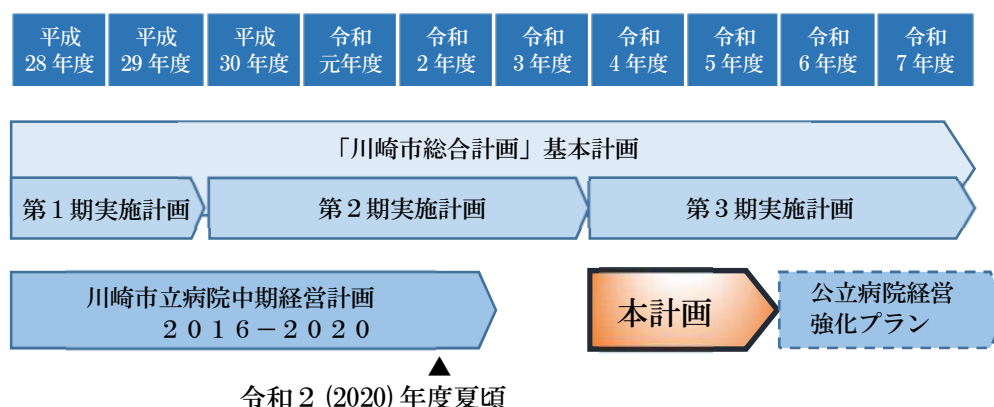 平成 平成 平成 令和 令和 令和 令和 令和 令和 令和
28年度 29年度 30年度 元年度 2年度 3年度 4年度 5年度 6年度 7年度
「川崎市総合計画」基本計画
第1期実施計画 第2期実施計画 第3期実施計画
川崎市立病院中期経営計画
2016-2020
本計画
公立病院経営
強化プラン
▲
令和2(2020)年度夏頃